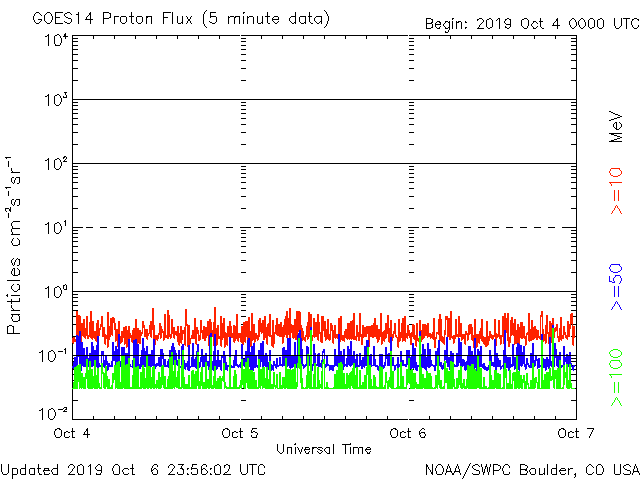 GOES14 Proton Flux (5 minute data)
Begin: 2019 Oct 4 0000 UTC
10⁴
10³
10²
10¹
10⁰
10⁻¹
10⁻²
Particles cm⁻²s⁻¹sr⁻¹
MeV
>=10
>=50
>=100
Oct 4
Oct 5
Oct 6
Oct 7
Universal Time
Updated 2019 Oct 6 23:56:02 UTC
NOAA/SWPC Boulder, CO USA